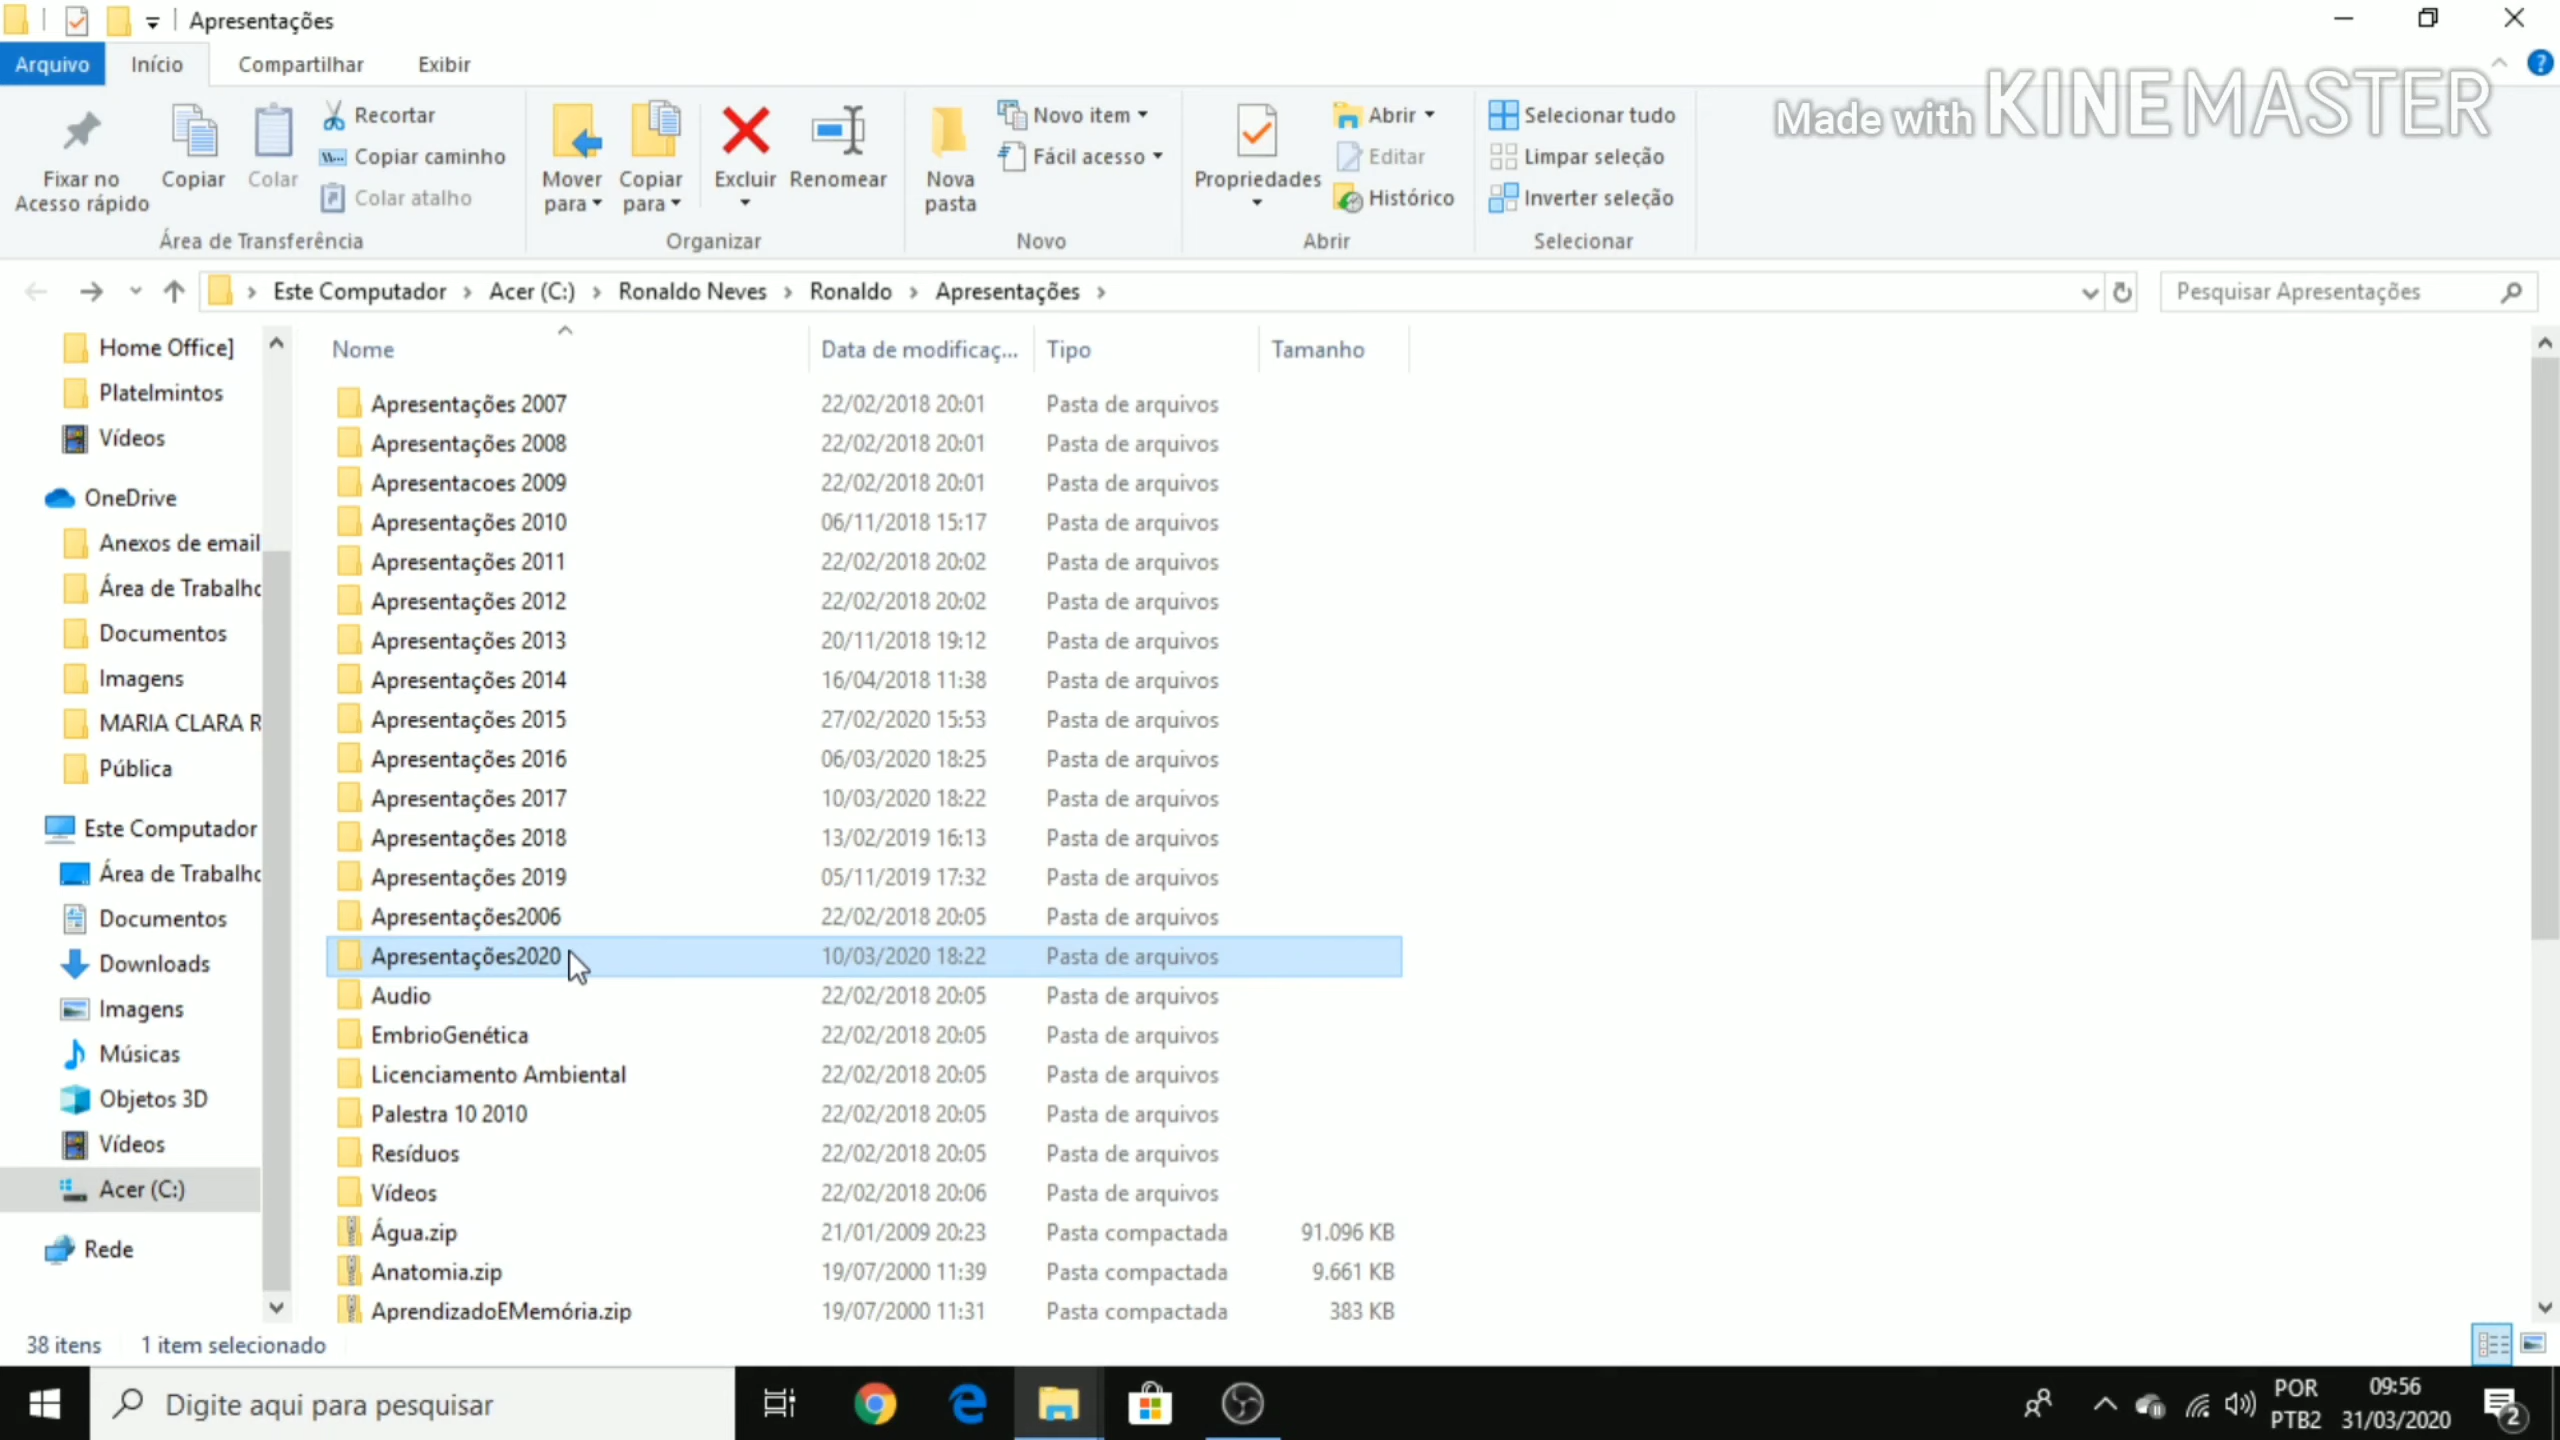 Apresentações
Arquivo Início Compartilhar Exibir
Made with KINEMASTER
Fixar no Acesso rápido
Copiar
Colar
Recortar
Copiar caminho
Colar atalho
Mover para
Copiar para
Excluir
Renomear
Nova pasta
Novo item
Fácil acesso
Propriedades
Abrir
Editar
Histórico
Selecionar tudo
Limpar seleção
Inverter seleção
Área de Transferência Organizar Novo Abrir Selecionar
Este Computador > Acer (C:) > Ronaldo Neves > Ronaldo > Apresentações >
Pesquisar Apresentações
Home Office]
Platelmintos
Vídeos
OneDrive
Anexos de email
Área de Trabalho
Documentos
Imagens
MARIA CLARA R
Pública
Este Computador
Área de Trabalho
Documentos
Downloads
Imagens
Músicas
Objetos 3D
Vídeos
Acer (C:)
Rede
Nome Data de modificaç... Tipo Tamanho
Apresentações 2007 22/02/2018 20:01 Pasta de arquivos
Apresentações 2008 22/02/2018 20:01 Pasta de arquivos
Apresentacoes 2009 22/02/2018 20:01 Pasta de arquivos
Apresentações 2010 06/11/2018 15:17 Pasta de arquivos
Apresentações 2011 22/02/2018 20:02 Pasta de arquivos
Apresentações 2012 22/02/2018 20:02 Pasta de arquivos
Apresentações 2013 20/11/2018 19:12 Pasta de arquivos
Apresentações 2014 16/04/2018 11:38 Pasta de arquivos
Apresentações 2015 27/02/2020 15:53 Pasta de arquivos
Apresentações 2016 06/03/2020 18:25 Pasta de arquivos
Apresentações 2017 10/03/2020 18:22 Pasta de arquivos
Apresentações 2018 13/02/2019 16:13 Pasta de arquivos
Apresentações 2019 05/11/2019 17:32 Pasta de arquivos
Apresentações2006 22/02/2018 20:05 Pasta de arquivos
Apresentações2020 10/03/2020 18:22 Pasta de arquivos
Audio 22/02/2018 20:05 Pasta de arquivos
EmbrioGenética 22/02/2018 20:05 Pasta de arquivos
Licenciamento Ambiental 22/02/2018 20:05 Pasta de arquivos
Palestra 10 2010 22/02/2018 20:05 Pasta de arquivos
Resíduos 22/02/2018 20:05 Pasta de arquivos
Vídeos 22/02/2018 20:06 Pasta de arquivos
Água.zip 21/01/2009 20:23 Pasta compactada 91.096 KB
Anatomia.zip 19/07/2000 11:39 Pasta compactada 9.661 KB
AprendizadoEMemória.zip 19/07/2000 11:31 Pasta compactada 383 KB
38 itens 1 item selecionado
Digite aqui para pesquisar
POR
PTB2
09:56
31/03/2020
2